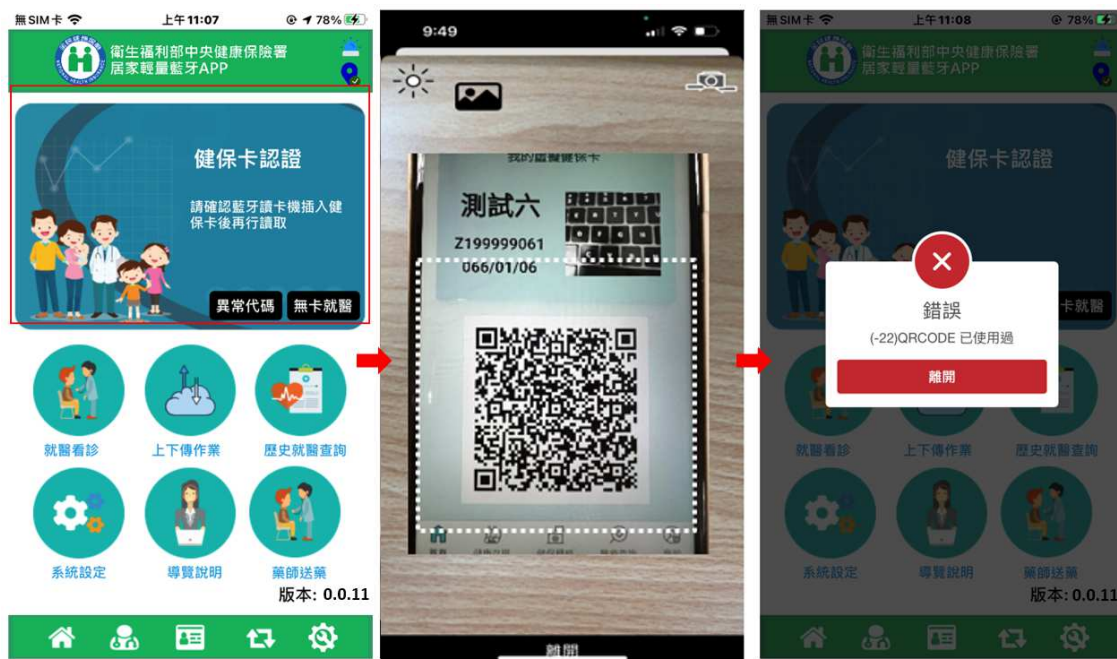 無SIM卡 上午11:07 78%
衛生福利部中央健康保險署
居家輕量藍牙APP
健保卡認證
請確認藍牙讀卡機插入健
保卡後再行讀取
異常代碼 無卡就醫
就醫看診 上下傳作業 歷史就醫查詢
系統設定 導覽說明 藥師送藥
版本: 0.0.11
9:49
我的虛擬健保卡
測試六
Z199999061
066/01/06
離開
無SIM卡 上午11:08 78%
衛生福利部中央健康保險署
居家輕量藍牙APP
健保卡認證
卡就醫
錯誤
(-22)QRCODE 已使用過
離開
就醫看診 上下傳作業 歷史就醫查詢
系統設定 導覽說明 藥師送藥
版本: 0.0.11